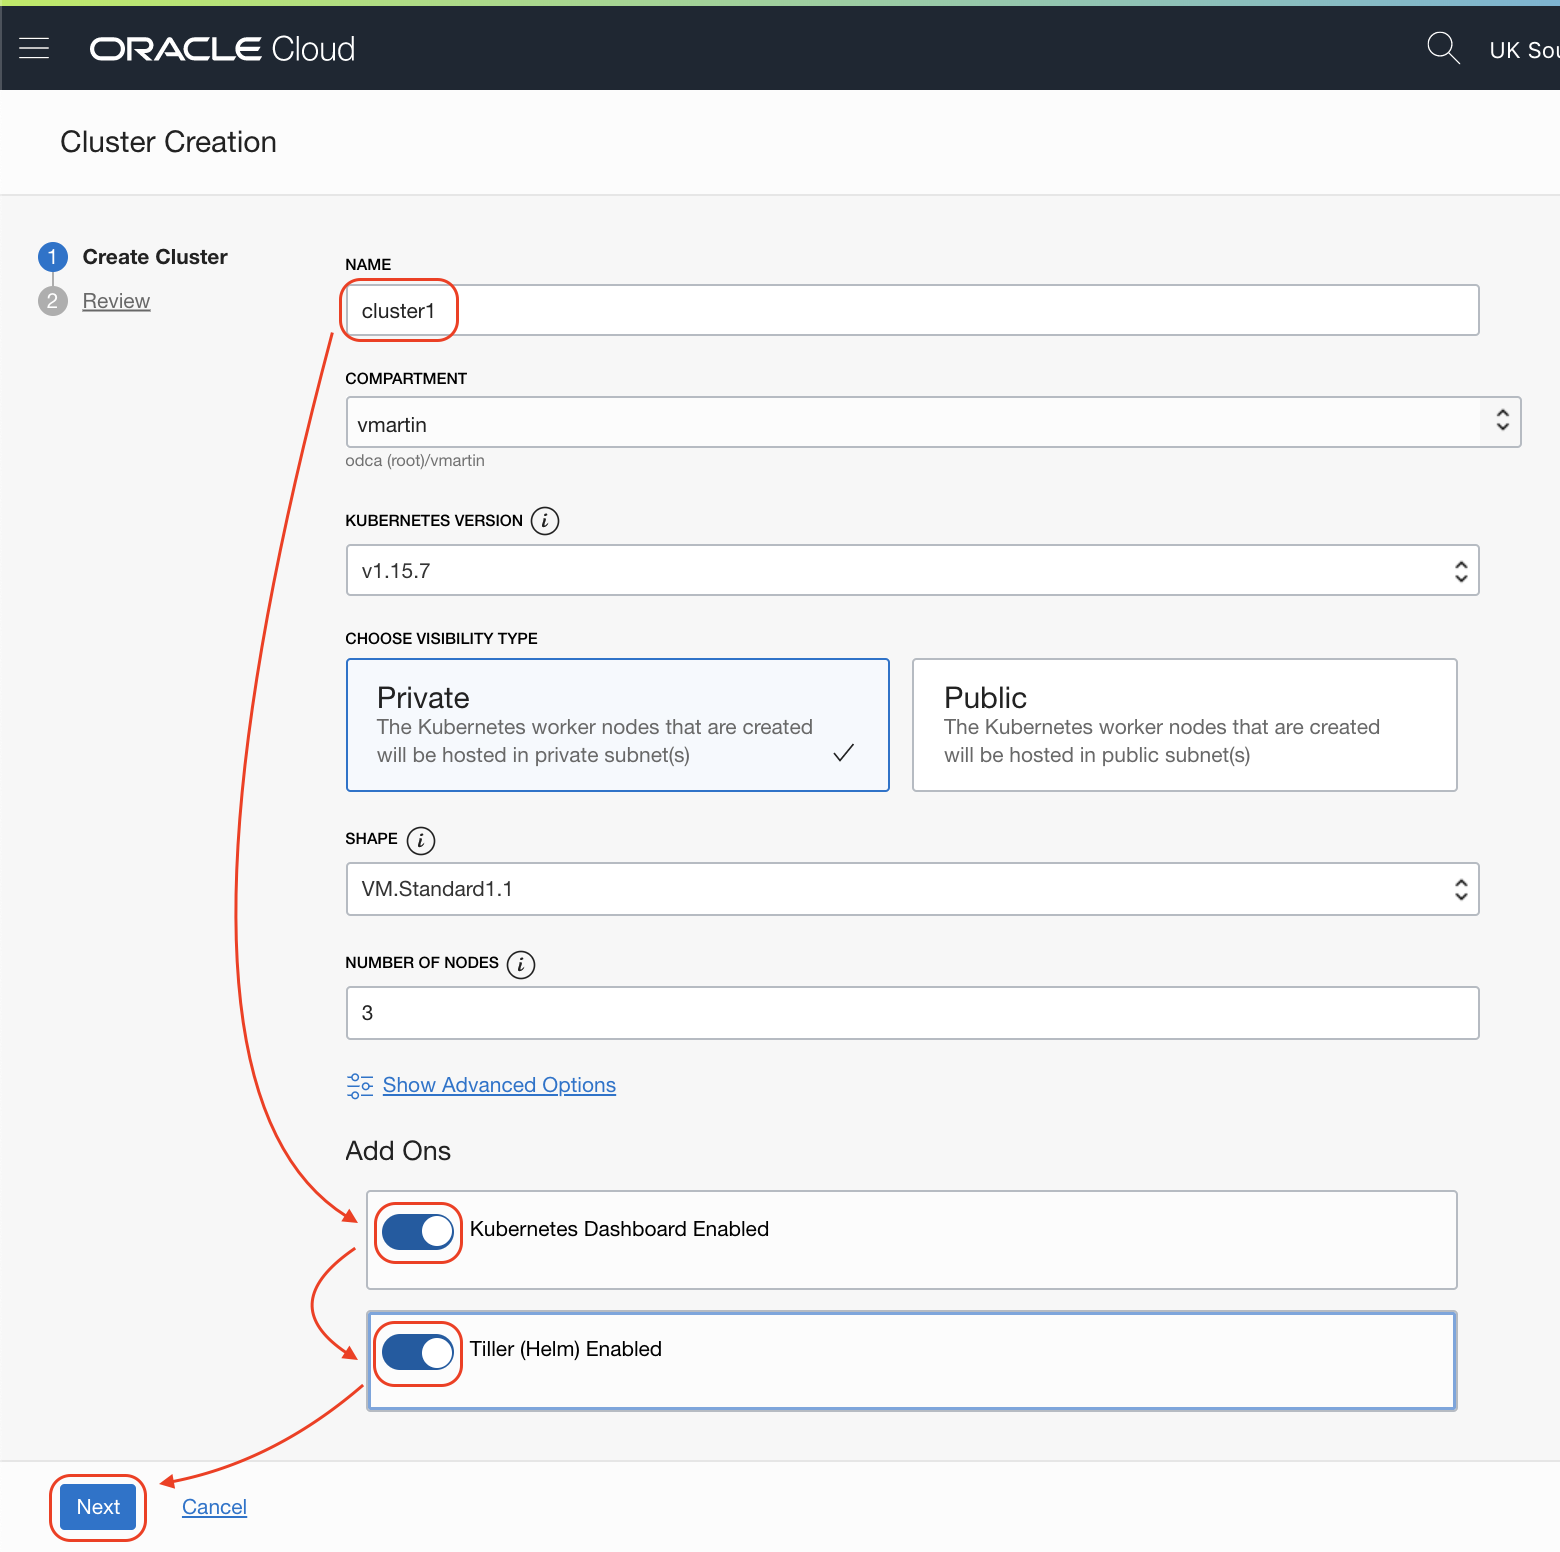 ORACLE Cloud
UK Sou
Cluster Creation
1 Create Cluster
2 Review
NAME
cluster1
COMPARTMENT
vmartin
odca (root)/vmartin
KUBERNETES VERSION i
v1.15.7
CHOOSE VISIBILITY TYPE
Private
The Kubernetes worker nodes that are created
will be hosted in private subnet(s)
Public
The Kubernetes worker nodes that are created
will be hosted in public subnet(s)
SHAPE i
VM.Standard1.1
NUMBER OF NODES i
3
Show Advanced Options
Add Ons
Kubernetes Dashboard Enabled
Tiller (Helm) Enabled
Next Cancel